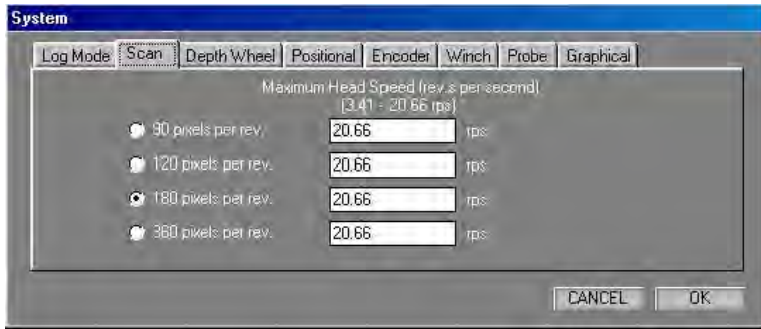 System
Log Mode Scan Depth Wheel Positional Encoder Winch Probe Graphical
Maximum Head Speed (rev.s per second)
(3.41 - 20.66 rps)
90 pixels per rev. 20.66 rps
120 pixels per rev. 20.66 rps
180 pixels per rev. 20.66 rps
360 pixels per rev. 20.66 rps
CANCEL OK